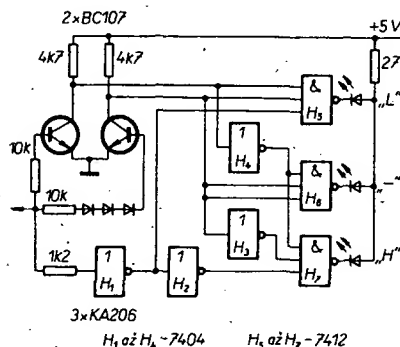 2×BC107
+5V
4k7
4k7
27
&
H5
„L“
1
H4
10k
&
H6
„–“
10k
1
H3
&
H7
„H“
1k2
1
H1
1
H2
3×KA206
H1 až H4 - 7404
H5 až H7 - 7412